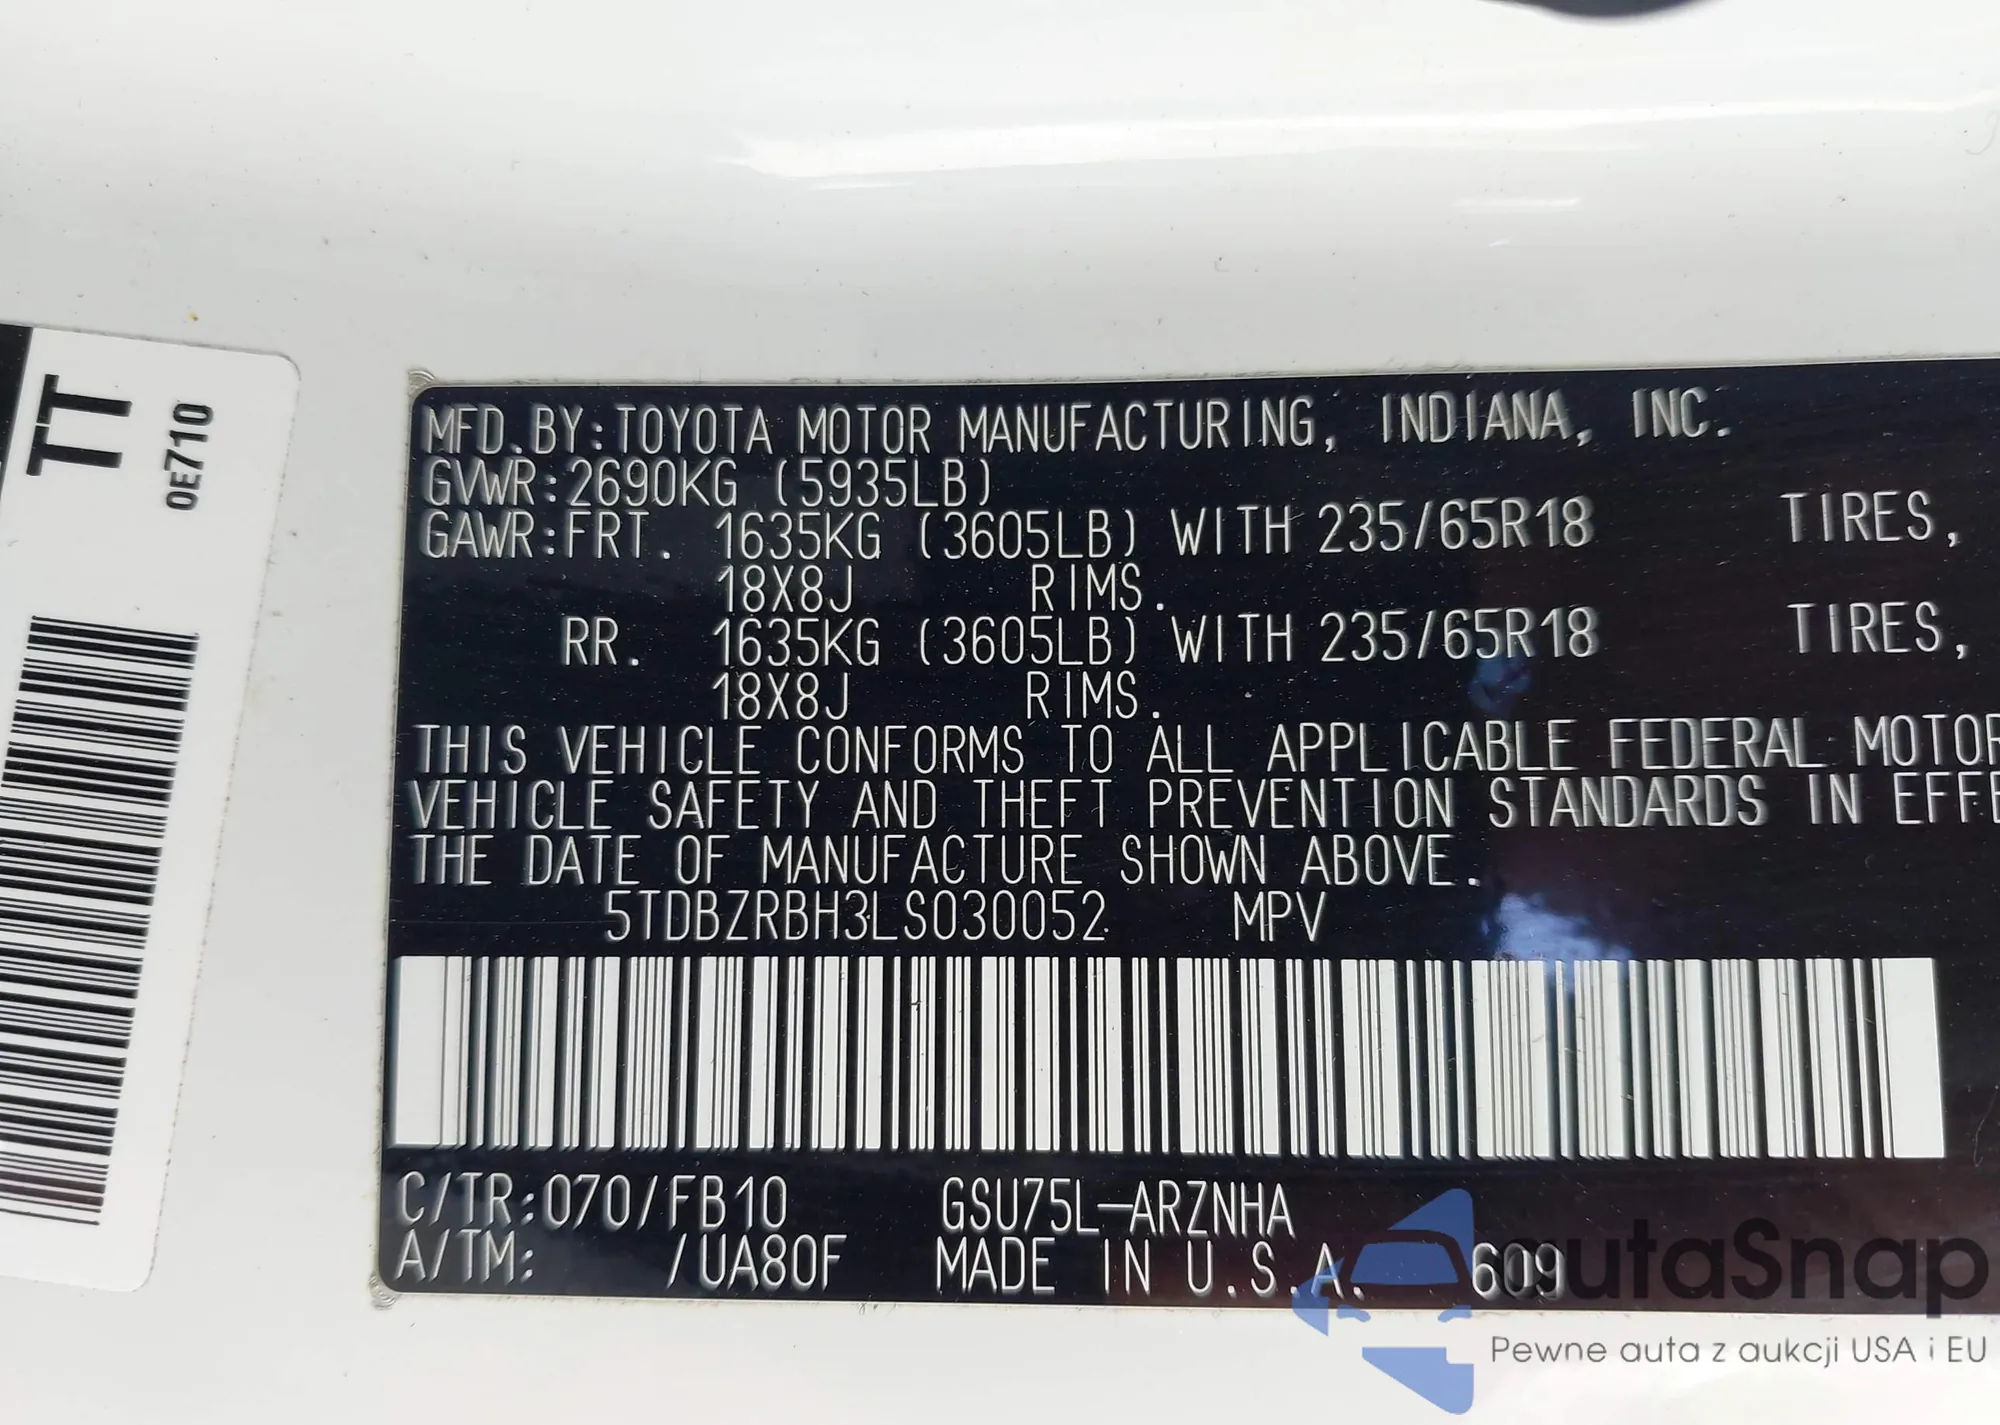 TT
0E710
MFD.BY:TOYOTA MOTOR MANUFACTURING, INDIANA, INC.
GVWR:2690KG (5935LB)
GAWR:FRT. 1635KG (3605LB) WITH 235/65R18 TIRES,
18X8J RIMS.
RR. 1635KG (3605LB) WITH 235/65R18 TIRES,
18X8J RIMS.
THIS VEHICLE CONFORMS TO ALL APPLICABLE FEDERAL MOTOR
VEHICLE SAFETY AND THEFT PREVENTION STANDARDS IN EFFE
THE DATE OF MANUFACTURE SHOWN ABOVE.
5TDBZRBH3LS030052 MPV
C/TR:070/FB10 GSU75L-ARZNHA
A/TM: /UA80F MADE IN U.S.A. 609
autaSnap
Pewne auta z aukcji USA i EU